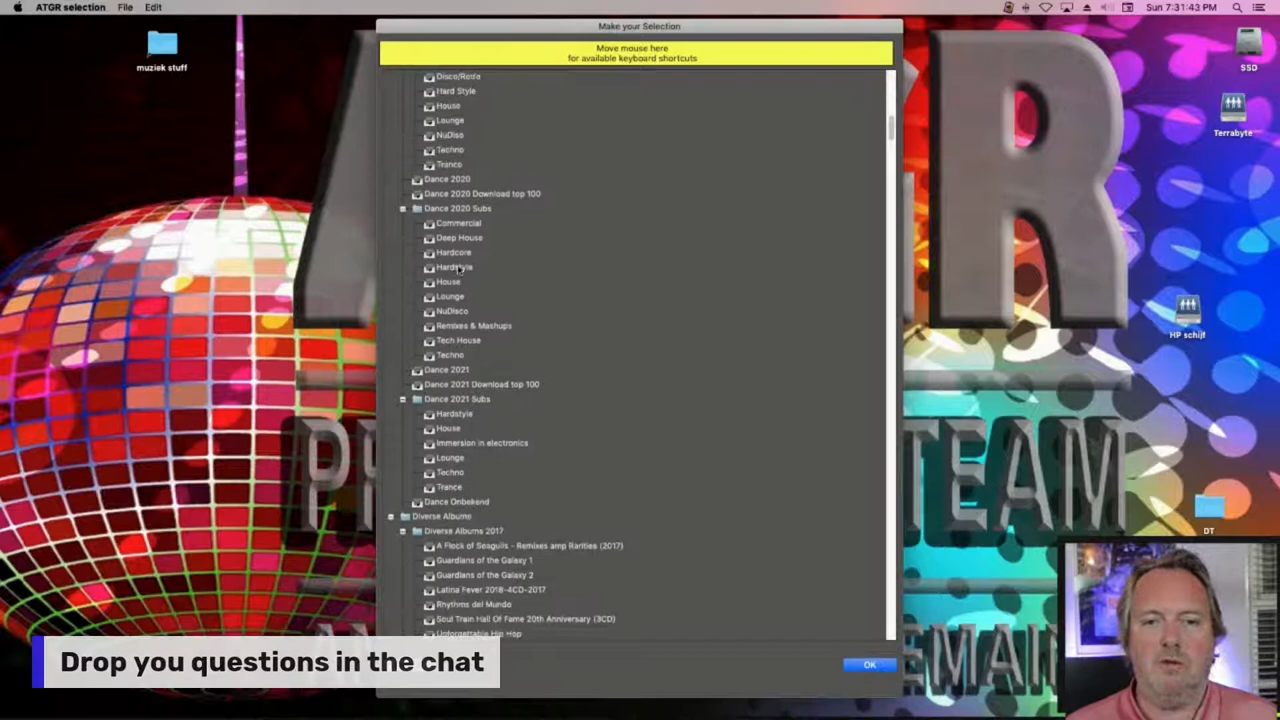 ATGR selection File Edit
Sun 7:31:43 PM
muziek stuff
SSD
Terrabyte
HP schijf
DT
Make your Selection
Move mouse here
for available keyboard shortcuts
Disco/Retro
Hard Style
House
Lounge
NuDiso
Techno
Trance
Dance 2020
Dance 2020 Download top 100
Dance 2020 Subs
Commercial
Deep House
Hardcore
Hardstyle
House
Lounge
NuDisco
Remixes & Mashups
Tech House
Techno
Dance 2021
Dance 2021 Download top 100
Dance 2021 Subs
Hardstyle
House
Immersion in electronics
Lounge
Techno
Trance
Dance Onbekend
Diverse Albums
Diverse Albums 2017
A Flock of Seagulls - Remixes amp Rarities (2017)
Guardians of the Galaxy 1
Guardians of the Galaxy 2
Latina Fever 2018-4CD-2017
Rhythms del Mundo
Soul Train Hall Of Fame 20th Anniversary (3CD)
Unforgettable Hip Hop
OK
R
TEAM
Drop you questions in the chat